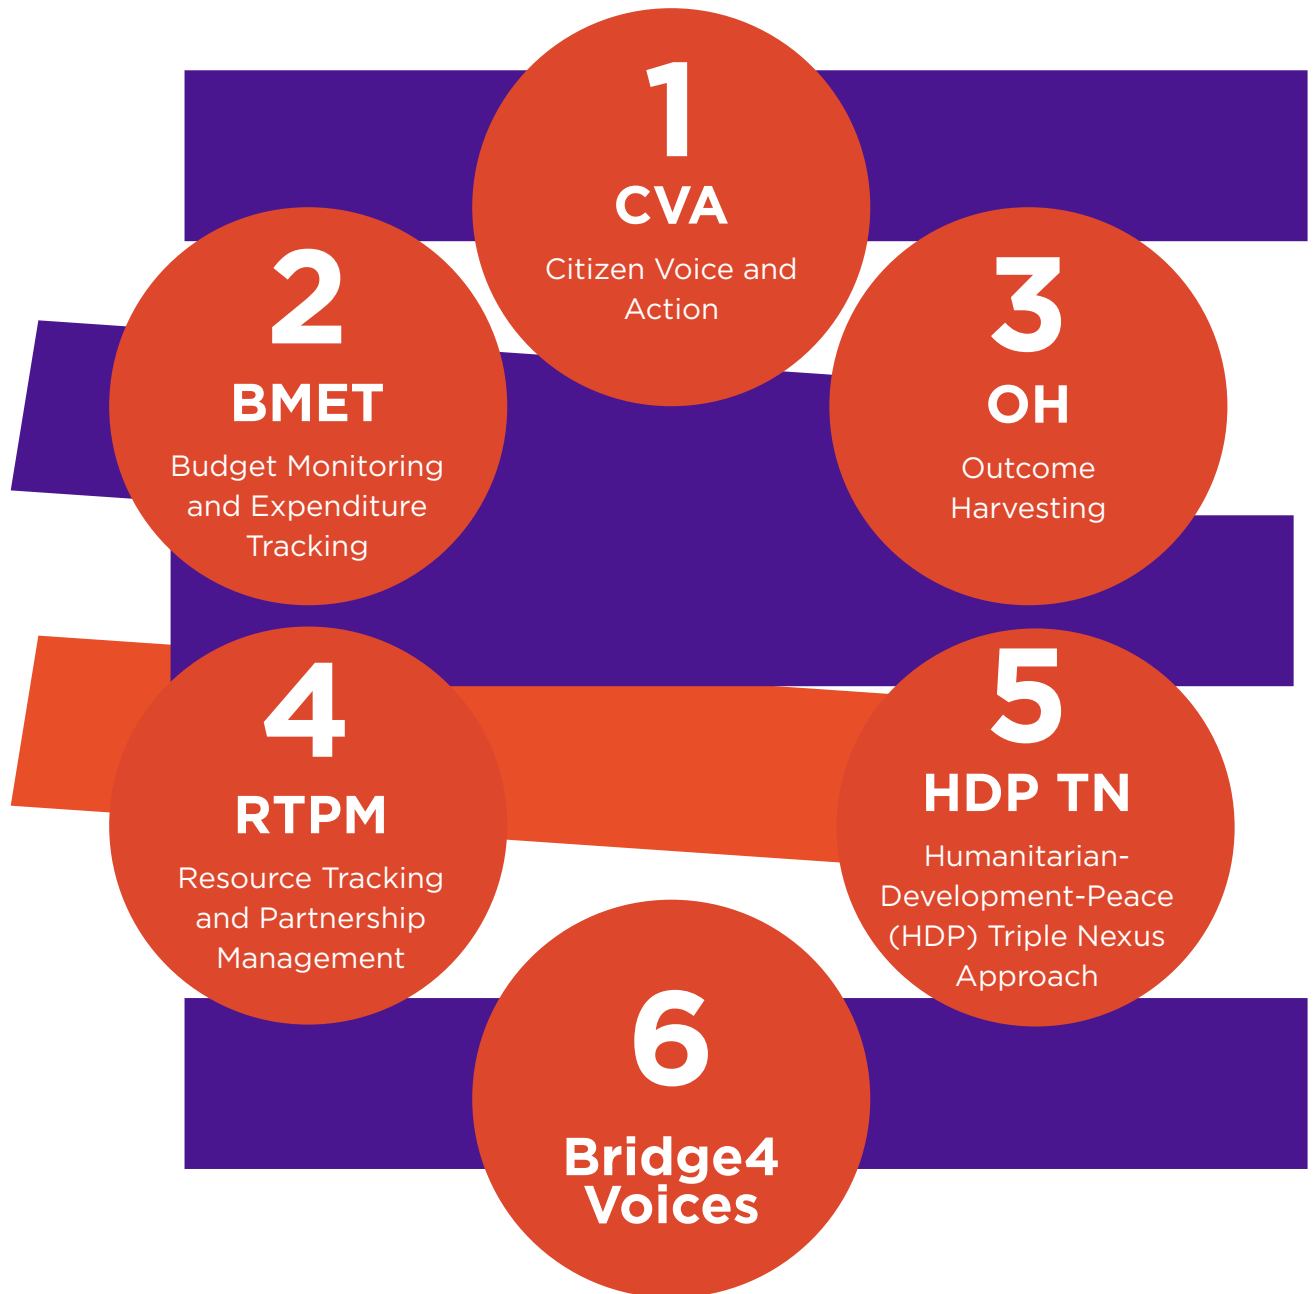 1
CVA
Citizen Voice and
Action
2
BMET
Budget Monitoring
and Expenditure
Tracking
3
OH
Outcome
Harvesting
4
RTPM
Resource Tracking
and Partnership
Management
5
HDP TN
Humanitarian-
Development-Peace
(HDP) Triple Nexus
Approach
6
Bridge4
Voices